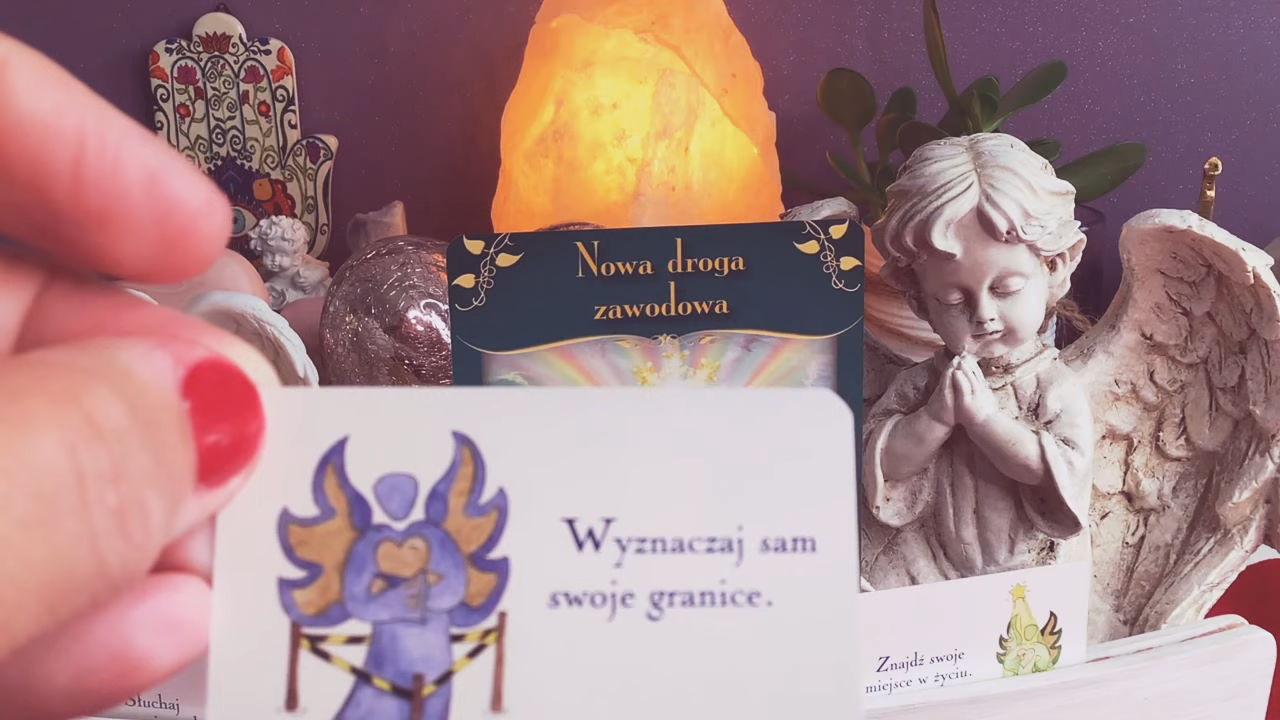 Nowa droga
zawodowa
Wyznaczaj sam
swoje granice.
Znajdź swoje
miejsce w życiu.
Słuchaj